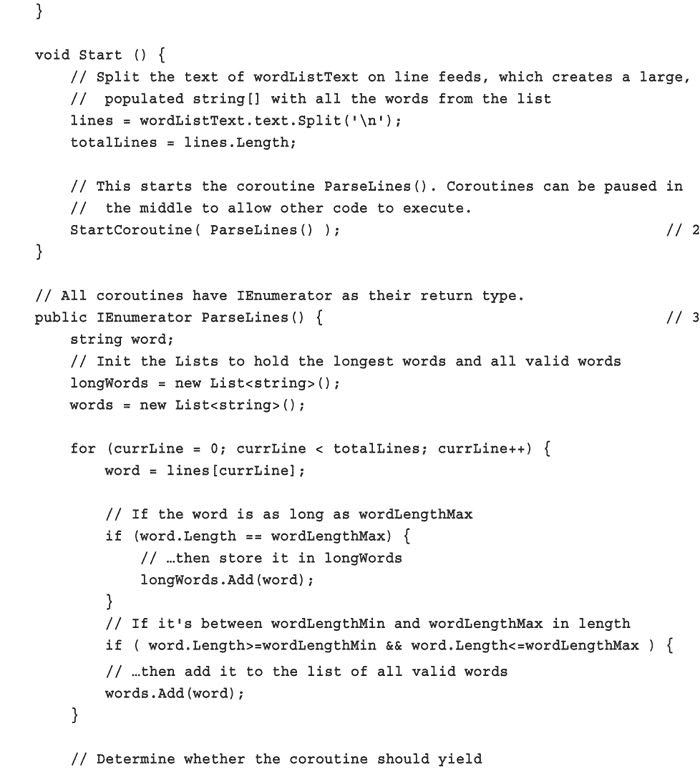 }
void Start () {
// Split the text of wordListText on line feeds, which creates a large,
//  populated string[] with all the words from the list
lines = wordListText.text.Split('\n');
totalLines = lines.Length;
// This starts the coroutine ParseLines(). Coroutines can be paused in
//  the middle to allow other code to execute.
StartCoroutine( ParseLines() ); // 2
}
// All coroutines have IEnumerator as their return type.
public IEnumerator ParseLines() { // 3
string word;
// Init the Lists to hold the longest words and all valid words
longWords = new List<string>();
words = new List<string>();
for (currLine = 0; currLine < totalLines; currLine++) {
word = lines[currLine];
// If the word is as long as wordLengthMax
if (word.Length == wordLengthMax) {
// …then store it in longWords
longWords.Add(word);
}
// If it's between wordLengthMin and wordLengthMax in length
if ( word.Length>=wordLengthMin && word.Length<=wordLengthMax ) {
// …then add it to the list of all valid words
words.Add(word);
}
// Determine whether the coroutine should yield